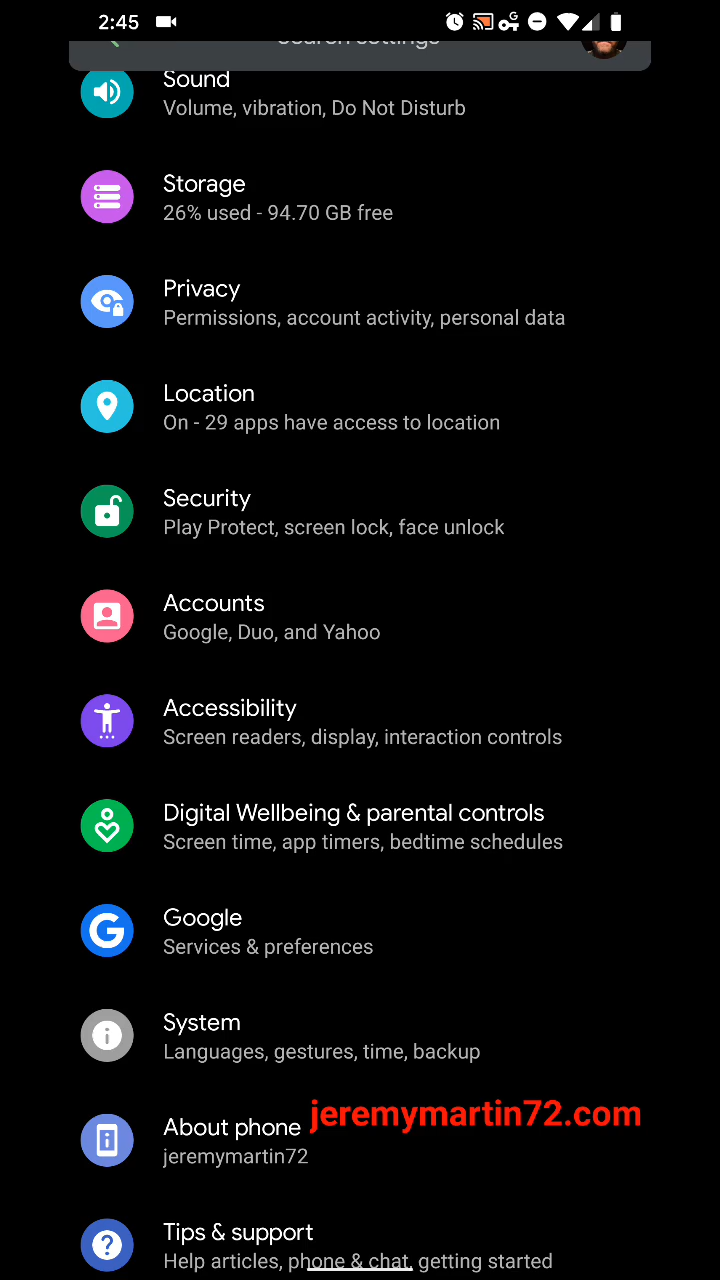 2:45
Search settings
Sound
Volume, vibration, Do Not Disturb
Storage
26% used - 94.70 GB free
Privacy
Permissions, account activity, personal data
Location
On - 29 apps have access to location
Security
Play Protect, screen lock, face unlock
Accounts
Google, Duo, and Yahoo
Accessibility
Screen readers, display, interaction controls
Digital Wellbeing & parental controls
Screen time, app timers, bedtime schedules
Google
Services & preferences
System
Languages, gestures, time, backup
jeremymartin72.com
About phone
jeremymartin72
Tips & support
Help articles, phone & chat, getting started